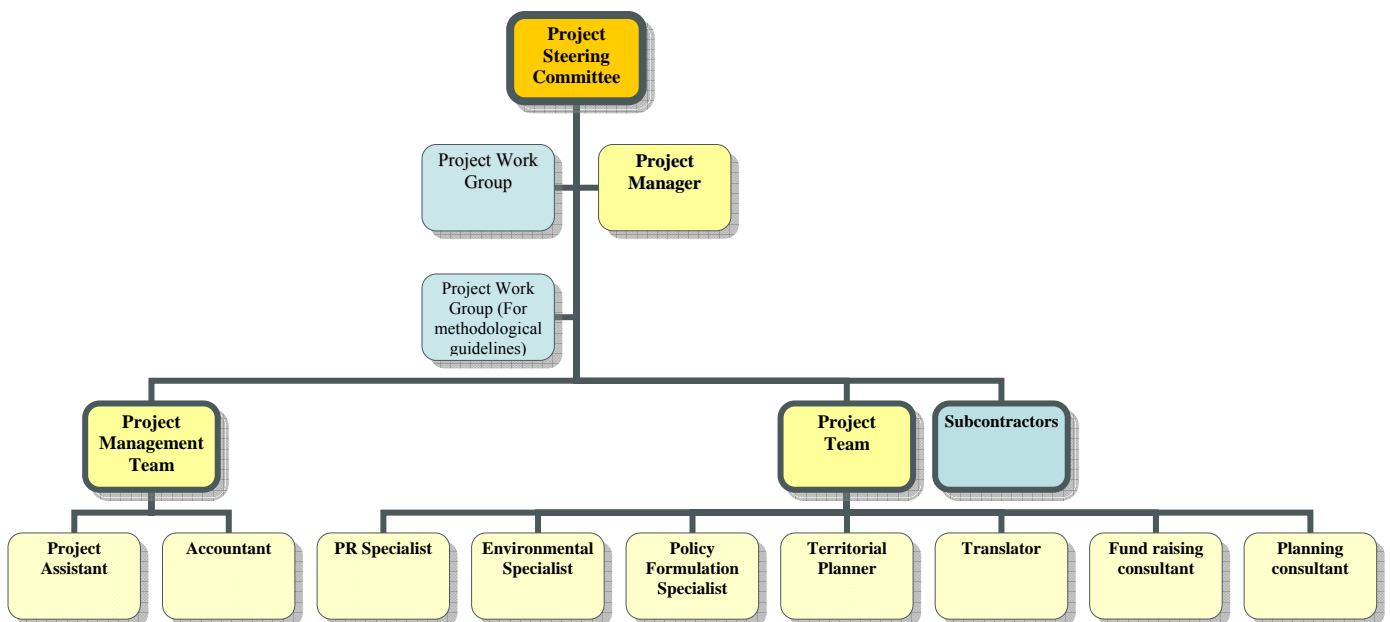 Project
Steering
Committee
Project Work
Group
Project
Manager
Project Work
Group (For
methodological
guidelines)
Project
Management
Team
Project
Team
Subcontractors
Project
Assistant
Accountant
PR Specialist
Environmental
Specialist
Policy
Formulation
Specialist
Territorial
Planner
Translator
Fund raising
consultant
Planning
consultant